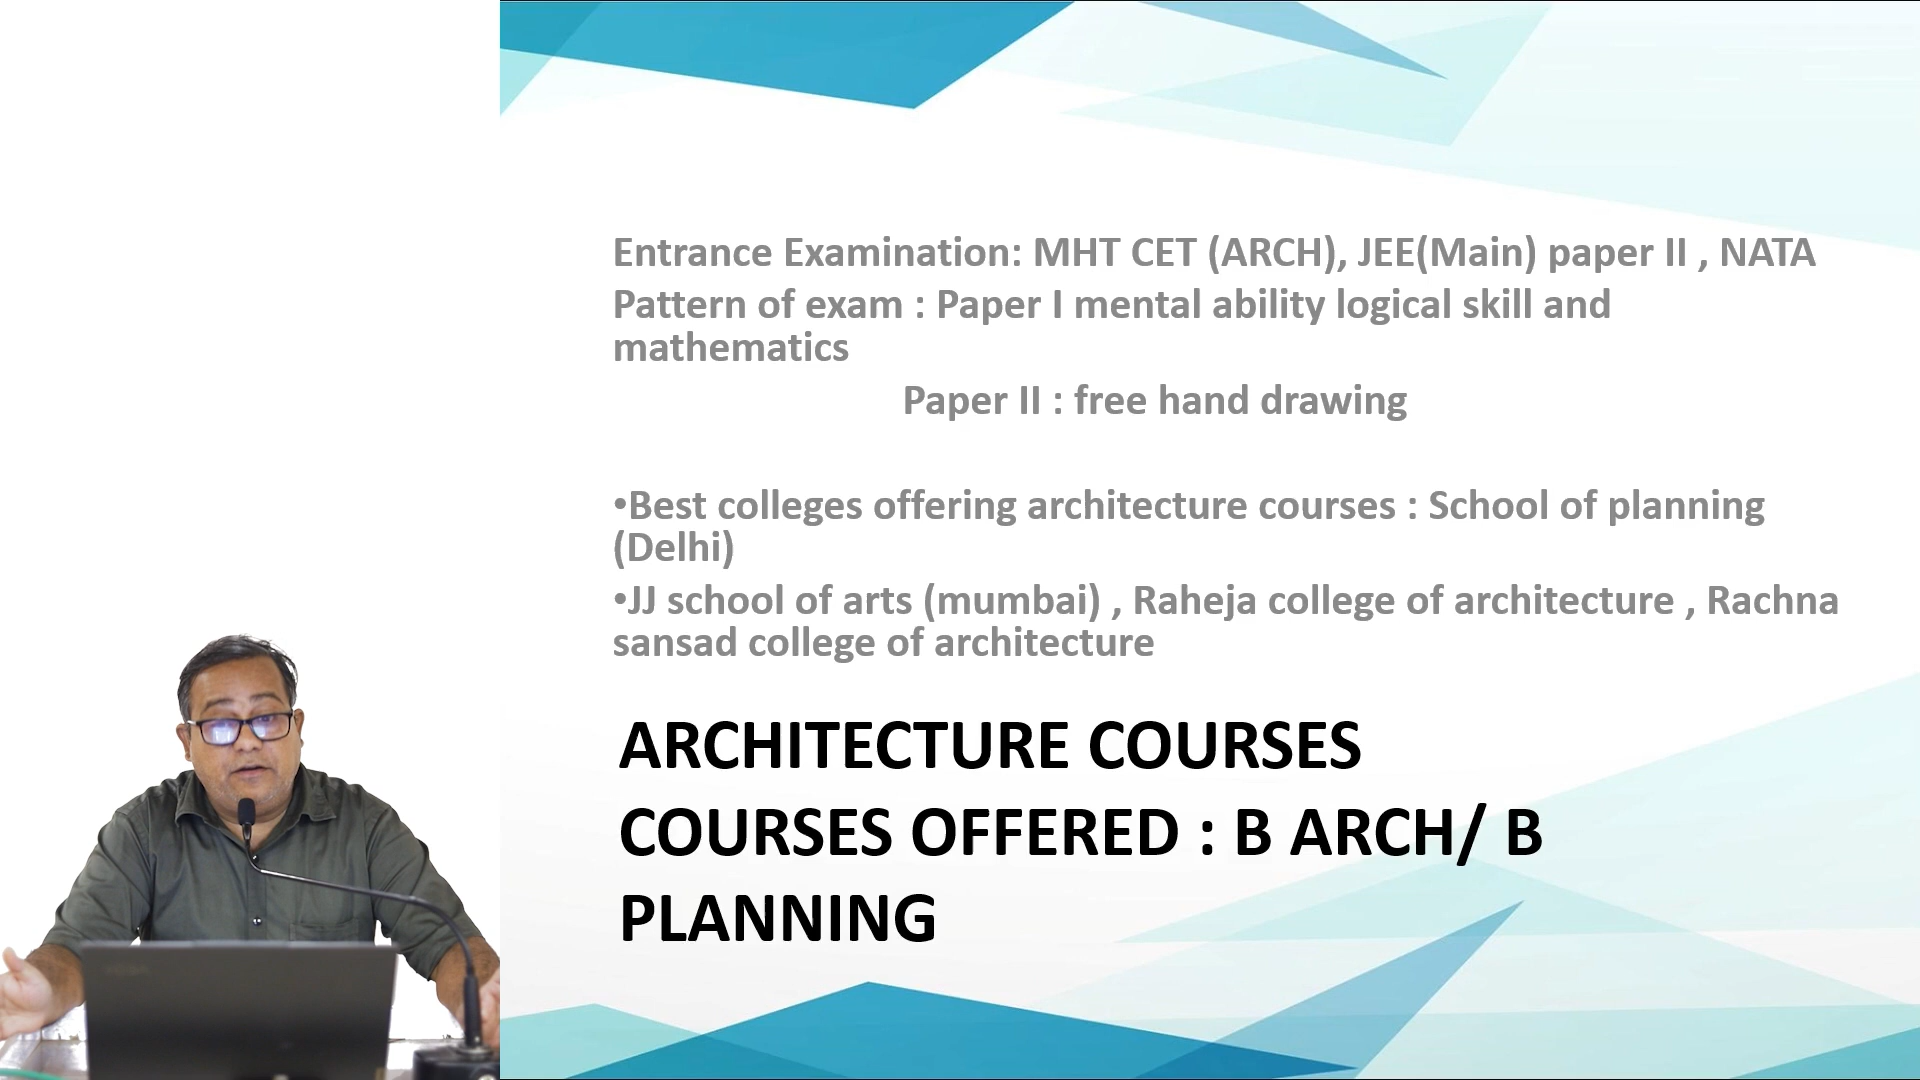 Entrance Examination: MHT CET (ARCH), JEE(Main) paper II , NATA
Pattern of exam : Paper I mental ability logical skill and
mathematics
Paper II : free hand drawing
•Best colleges offering architecture courses : School of planning
(Delhi)
•JJ school of arts (mumbai) , Raheja college of architecture , Rachna
sansad college of architecture
ARCHITECTURE COURSES
COURSES OFFERED : B ARCH/ B
PLANNING